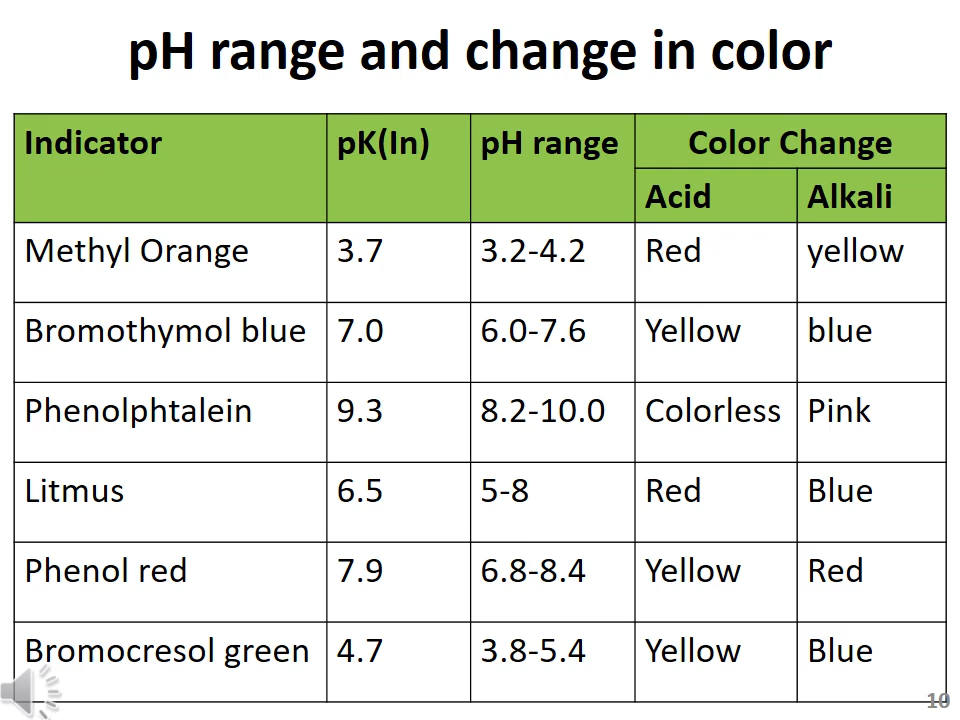 pH range and change in color
Indicator pK(In) pH range Color Change
Acid Alkali
Methyl Orange 3.7 3.2-4.2 Red yellow
Bromothymol blue 7.0 6.0-7.6 Yellow blue
Phenolphtalein 9.3 8.2-10.0 Colorless Pink
Litmus 6.5 5-8 Red Blue
Phenol red 7.9 6.8-8.4 Yellow Red
Bromocresol green 4.7 3.8-5.4 Yellow Blue
10